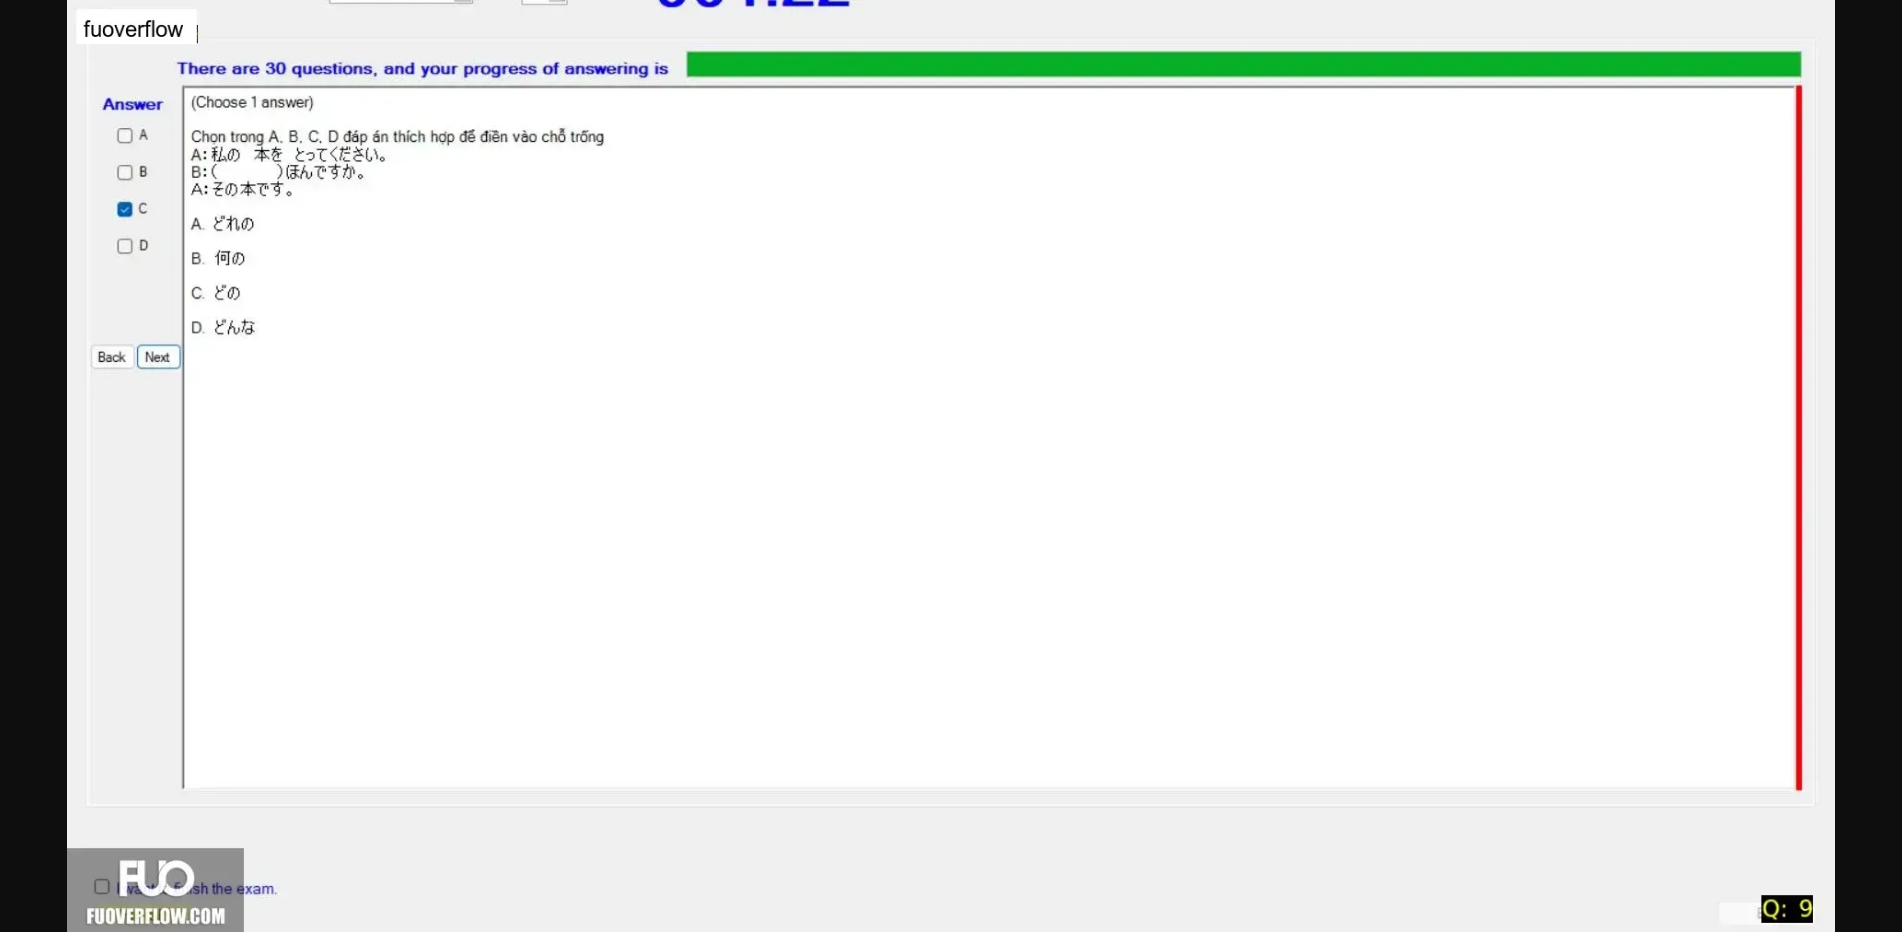 fuoverflow
There are 30 questions, and your progress of answering is
Answer
(Choose 1 answer)
A
B
C
D
Chọn trong A, B, C, D đáp án thích hợp để điền vào chỗ trống
A:私の 本を とってください。
B:( )ほんですか。
A:その本です。
A. どれの
B. 何の
C. どの
D. どんな
Back Next
FUO
finish the exam.
FUOVERFLOW.COM
Q: 9